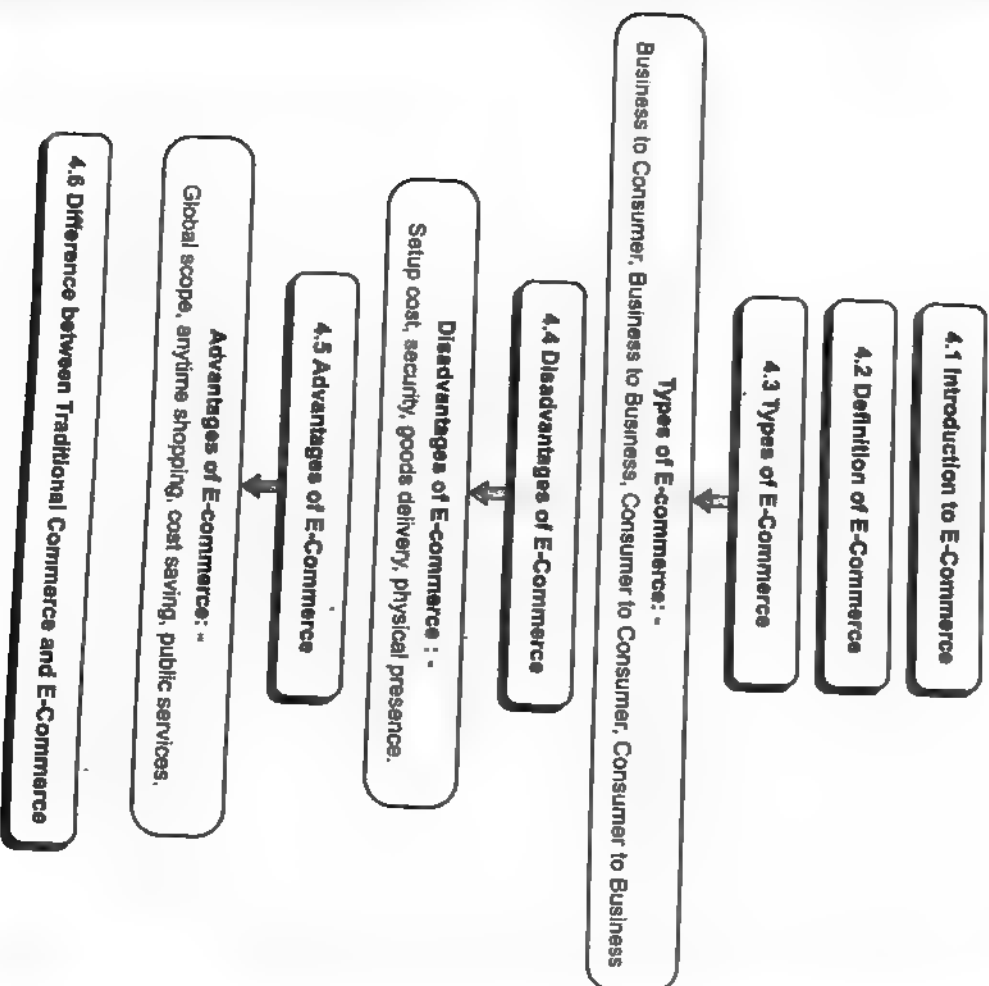 4.1 Introduction to E-Commerce
4.2 Definition of E-Commerce
4.3 Types of E-Commerce
Types of E-commerce: -
Business to Consumer, Business to Business, Consumer to Consumer, Consumer to Business
4.4 Disadvantages of E-Commerce
Disadvantages of E-commerce : -
Setup cost, security, goods delivery, physical presence.
4.5 Advantages of E-Commerce
Advantages of E-commerce: -
Global scope, anytime shopping, cost saving, public services.
4.6 Difference between Traditional Commerce and E-Commerce